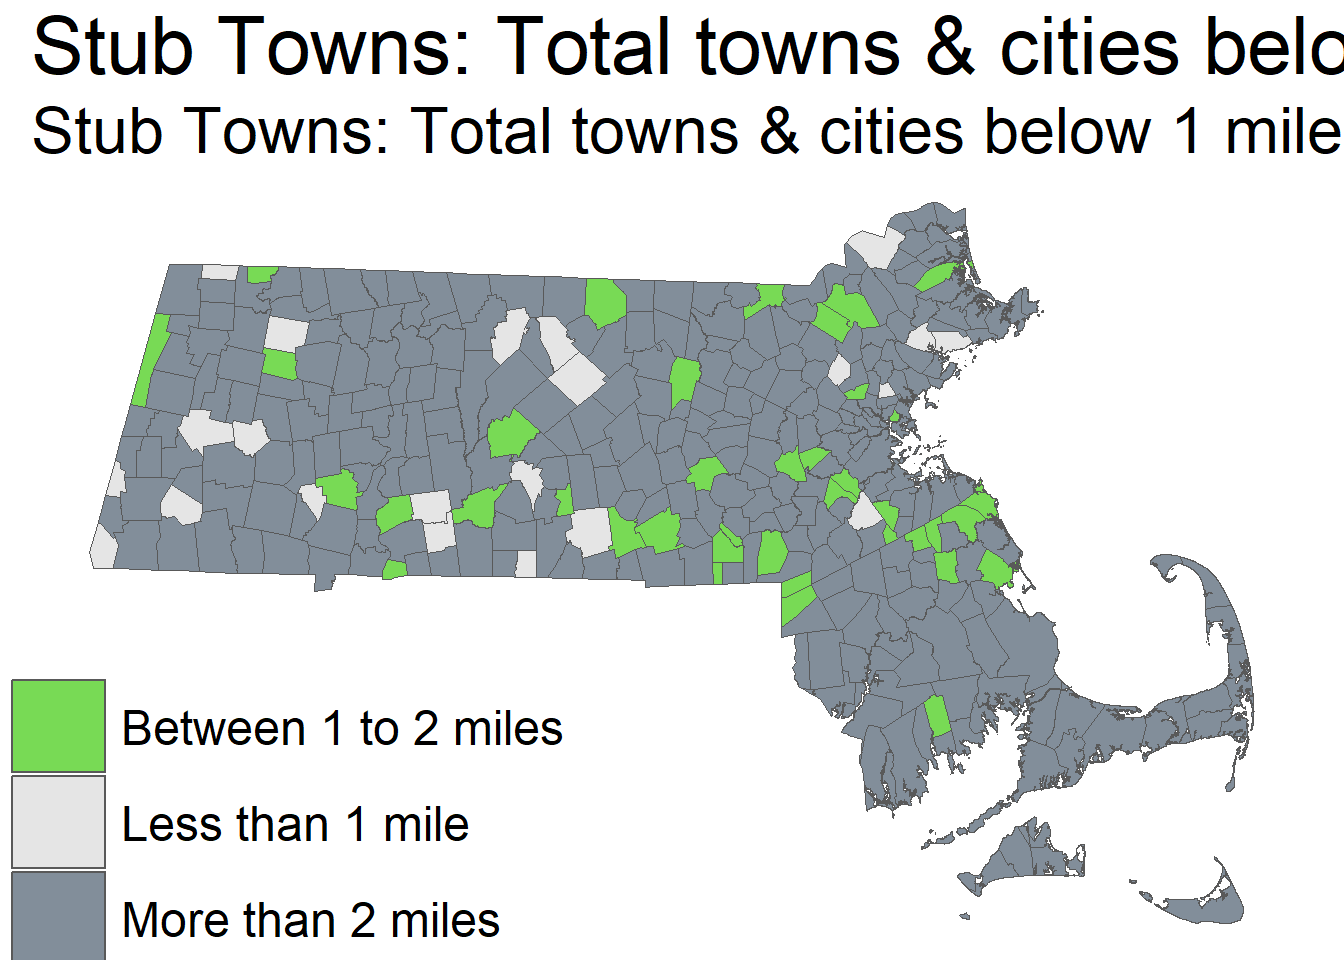 Stub Towns: Total towns & cities belo
Stub Towns: Total towns & cities below 1 mile
Between 1 to 2 miles
Less than 1 mile
More than 2 miles